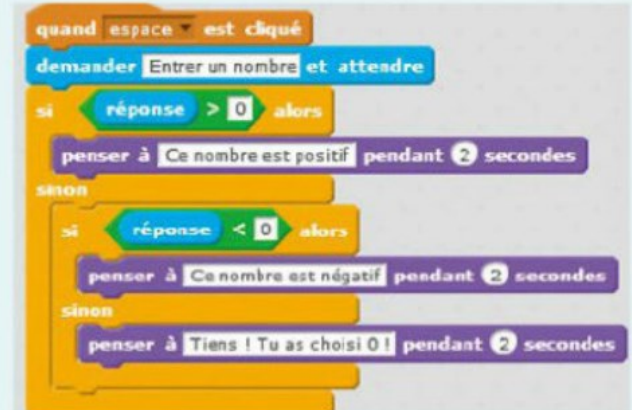 quand espace est cliqué
demander Entrer un nombre et attendre
si réponse > 0 alors
penser à Ce nombre est positif pendant 2 secondes
sinon
si réponse < 0 alors
penser à Ce nombre est négatif pendant 2 secondes
sinon
penser à Tiens ! Tu as choisi 0 ! pendant 2 secondes